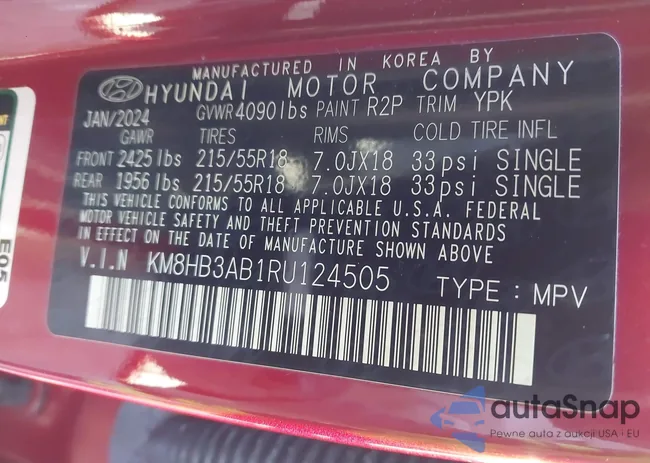 MANUFACTURED IN KOREA BY
HYUNDAI MOTOR COMPANY
JAN/2024 GVWR 4090lbs PAINT R2P TRIM YPK
GAWR TIRES RIMS COLD TIRE INFL
FRONT 2425 lbs 215/55R18 7.0JX18 33psi SINGLE
REAR 1956 lbs 215/55R18 7.0JX18 33psi SINGLE
THIS VEHICLE CONFORMS TO ALL APPLICABLE U.S.A. FEDERAL
MOTOR VEHICLE SAFETY AND THEFT PREVENTION STANDARDS
IN EFFECT ON THE DATE OF MANUFACTURE SHOWN ABOVE
V.I.N KM8HB3AB1RU124505 TYPE : MPV
E05
autaSnap
Pewne auta z aukcji USA i EU